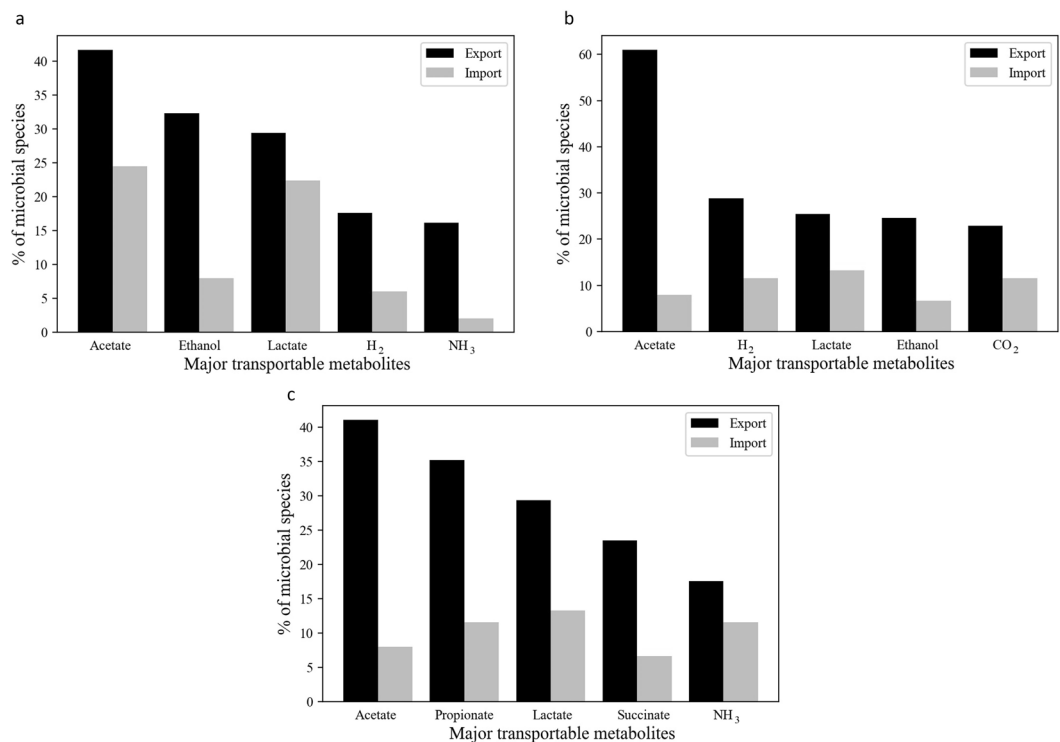 a
% of microbial species
40
35
30
25
20
15
10
5
0
Export
Import
Acetate Ethanol Lactate H₂ NH₃
Major transportable metabolites
b
% of microbial species
60
50
40
30
20
10
0
Export
Import
Acetate H₂ Lactate Ethanol CO₂
Major transportable metabolites
c
% of microbial species
40
35
30
25
20
15
10
5
0
Export
Import
Acetate Propionate Lactate Succinate NH₃
Major transportable metabolites